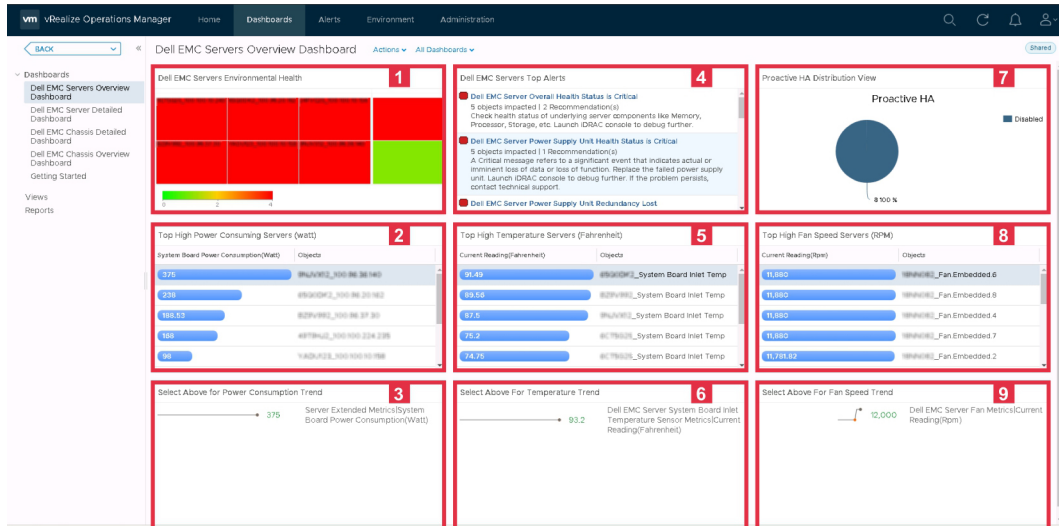 vm vRealize Operations Manager Home Dashboards Alerts Environment Administration
BACK
Dell EMC Servers Overview Dashboard Actions All Dashboards Shared
Dashboards
Dell EMC Servers Overview
Dashboard
Dell EMC Server Detailed
Dashboard
Dell EMC Chassis Detailed
Dashboard
Dell EMC Chassis Overview
Dashboard
Getting Started
Views
Reports
Dell EMC Servers Environmental Health 1
0 2 4
Top High Power Consuming Servers (watt) 2
System Board Power Consumption(Watt) Objects
375
238
188.53
186
98
Select Above for Power Consumption Trend 3
375 Server Extended Metrics|System
Board Power Consumption(Watt)
Dell EMC Servers Top Alerts 4
Dell EMC Server Overall Health Status is Critical
5 objects impacted | 2 Recommendation(s)
Check health status of underlying server components like Memory,
Processor, Storage, etc. Launch iDRAC console to debug further.
Dell EMC Server Power Supply Unit Health Status is Critical
5 objects impacted | 1 Recommendation(s)
A Critical message refers to a significant event that indicates actual or
imminent loss of data or loss of function. Replace the failed power supply
unit. Launch iDRAC console to debug further. If the problem persists,
contact technical support.
Dell EMC Server Power Supply Unit Redundancy Lost
Top High Temperature Servers (Fahrenheit) 5
Current Reading(Fahrenheit) Objects
91.49 _System Board Inlet Temp
89.58 _System Board Inlet Temp
87.5 _System Board Inlet Temp
75.2 _System Board Inlet Temp
74.75 _System Board Inlet Temp
Select Above For Temperature Trend 6
93.2 Dell EMC Server System Board Inlet
Temperature Sensor Metrics|Current
Reading(Fahrenheit)
Proactive HA Distribution View 7
Proactive HA
Disabled
8 100 %
Top High Fan Speed Servers (RPM) 8
Current Reading(Rpm) Objects
11,880 _Fan.Embedded.6
11,880 _Fan.Embedded.8
11,880 _Fan.Embedded.4
11,880 _Fan.Embedded.7
11,781.82 _Fan.Embedded.2
Select Above For Fan Speed Trend 9
12,000 Dell EMC Server Fan Metrics|Current
Reading(Rpm)